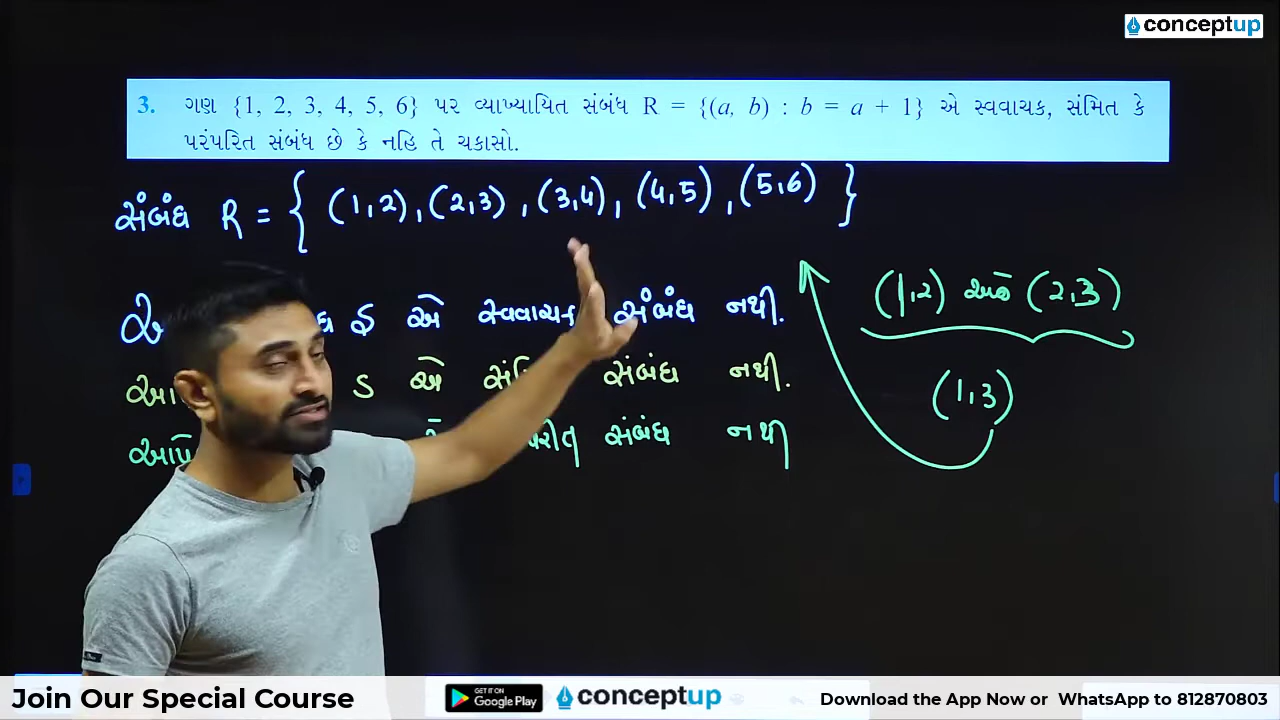 conceptup
3. ગણ {1, 2, 3, 4, 5, 6} પર વ્યાખ્યાયિત સંબંધ R = {(a, b) : b = a + 1} એ સ્વવાચક, સંમિત કે
પરંપરિત સંબંધ છે કે નહિ તે ચકાસો.
સંબંધ R = { (1,2), (2,3), (3,4), (4,5), (5,6) }
(1,2) અને (2,3)
(1,3)
એ સ્વવાચક સંબંધ નથી.
એ સંબંધ નથી.
સંબંધ નથી
Join Our Special Course
GET IT ON
Google Play
conceptup
Download the App Now or WhatsApp to 812870803